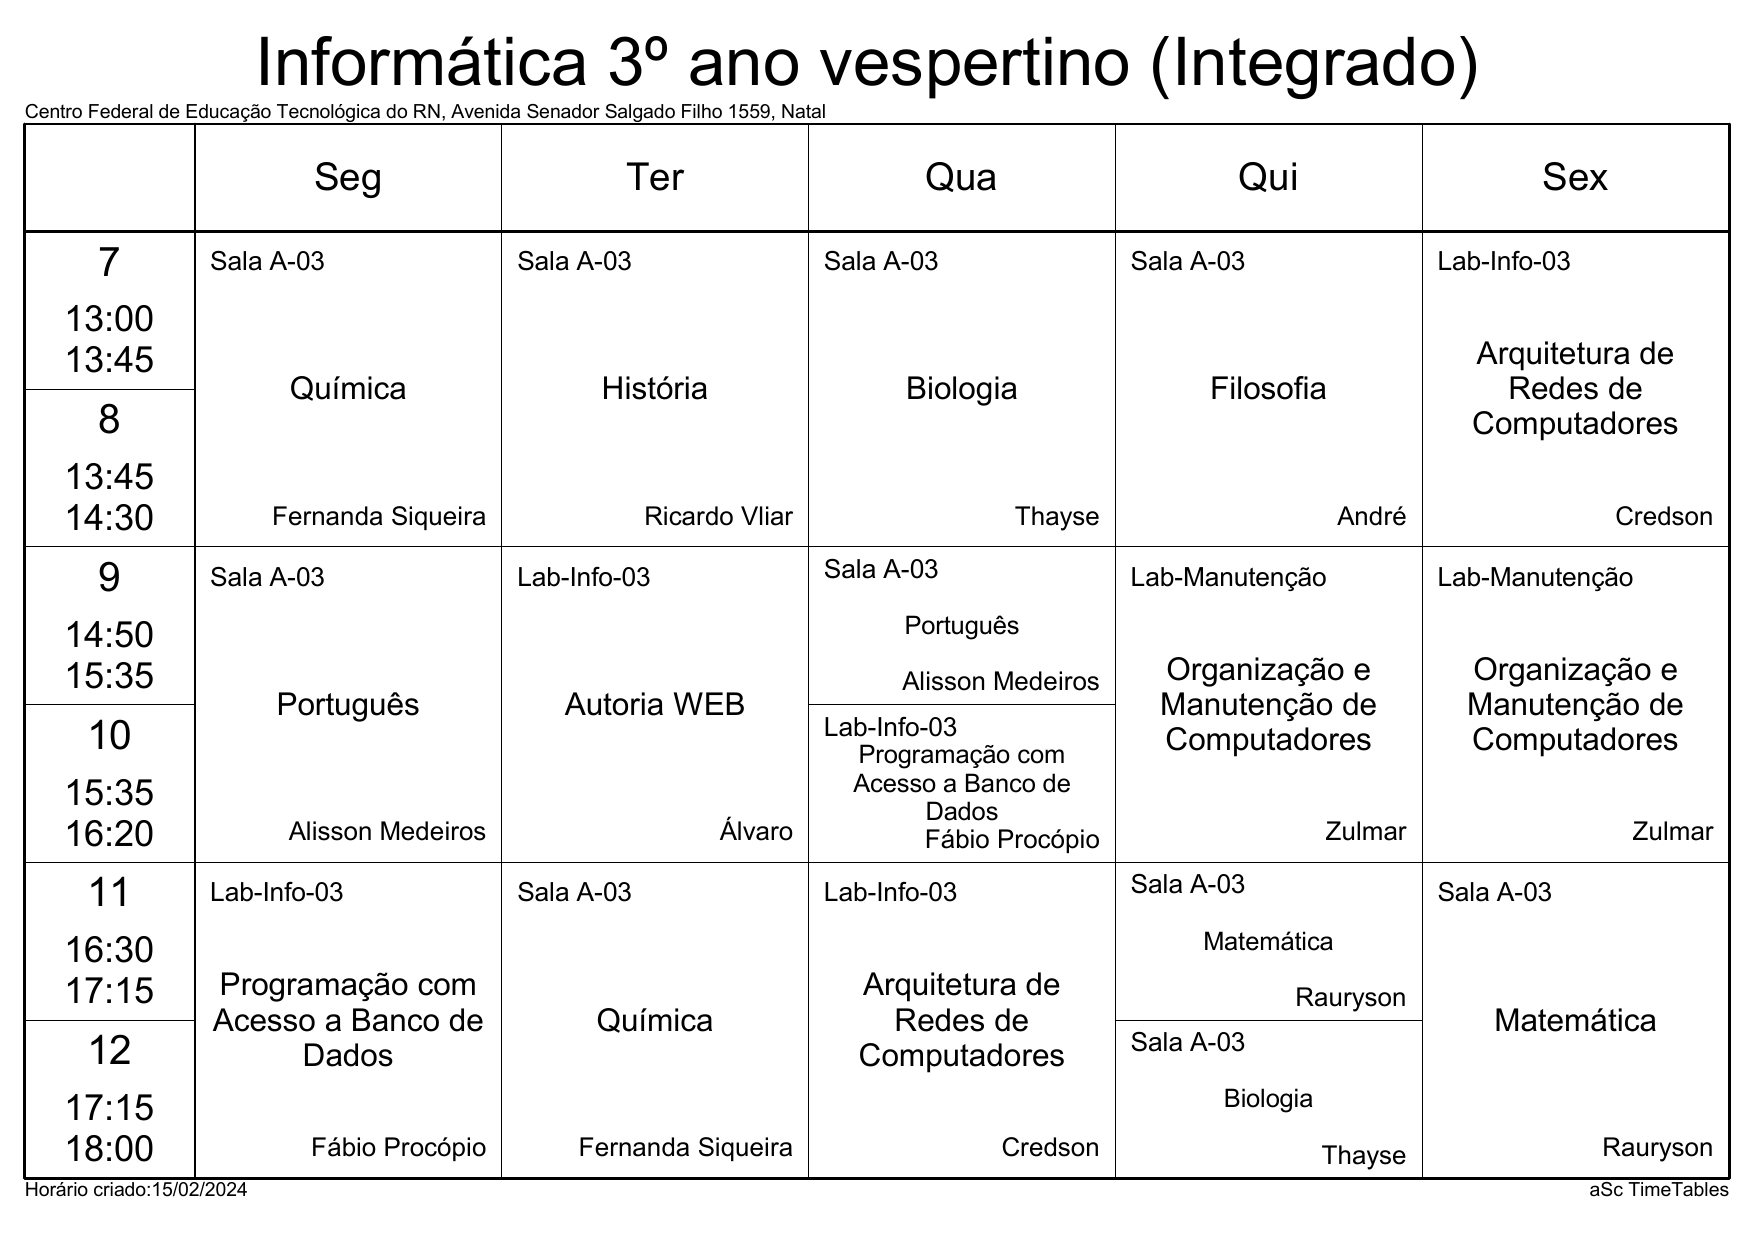 Informática 3º ano vespertino (Integrado)
Centro Federal de Educação Tecnológica do RN, Avenida Senador Salgado Filho 1559, Natal
Seg
Ter
Qua
Qui
Sex
7
13:00
13:45
8
13:45
14:30
Sala A-03
Química
Fernanda Siqueira
Sala A-03
História
Ricardo Vliar
Sala A-03
Biologia
Thayse
Sala A-03
Filosofia
André
Lab-Info-03
Arquitetura de
Redes de
Computadores
Credson
9
14:50
15:35
10
15:35
16:20
Sala A-03
Português
Alisson Medeiros
Lab-Info-03
Autoria WEB
Álvaro
Sala A-03
Português
Alisson Medeiros
Lab-Info-03
Programação com
Acesso a Banco de
Dados
Fábio Procópio
Lab-Manutenção
Organização e
Manutenção de
Computadores
Zulmar
Lab-Manutenção
Organização e
Manutenção de
Computadores
Zulmar
11
16:30
17:15
12
17:15
18:00
Lab-Info-03
Programação com
Acesso a Banco de
Dados
Fábio Procópio
Sala A-03
Química
Fernanda Siqueira
Lab-Info-03
Arquitetura de
Redes de
Computadores
Credson
Sala A-03
Matemática
Rauryson
Sala A-03
Biologia
Thayse
Sala A-03
Matemática
Rauryson
Horário criado:15/02/2024
aSc TimeTables